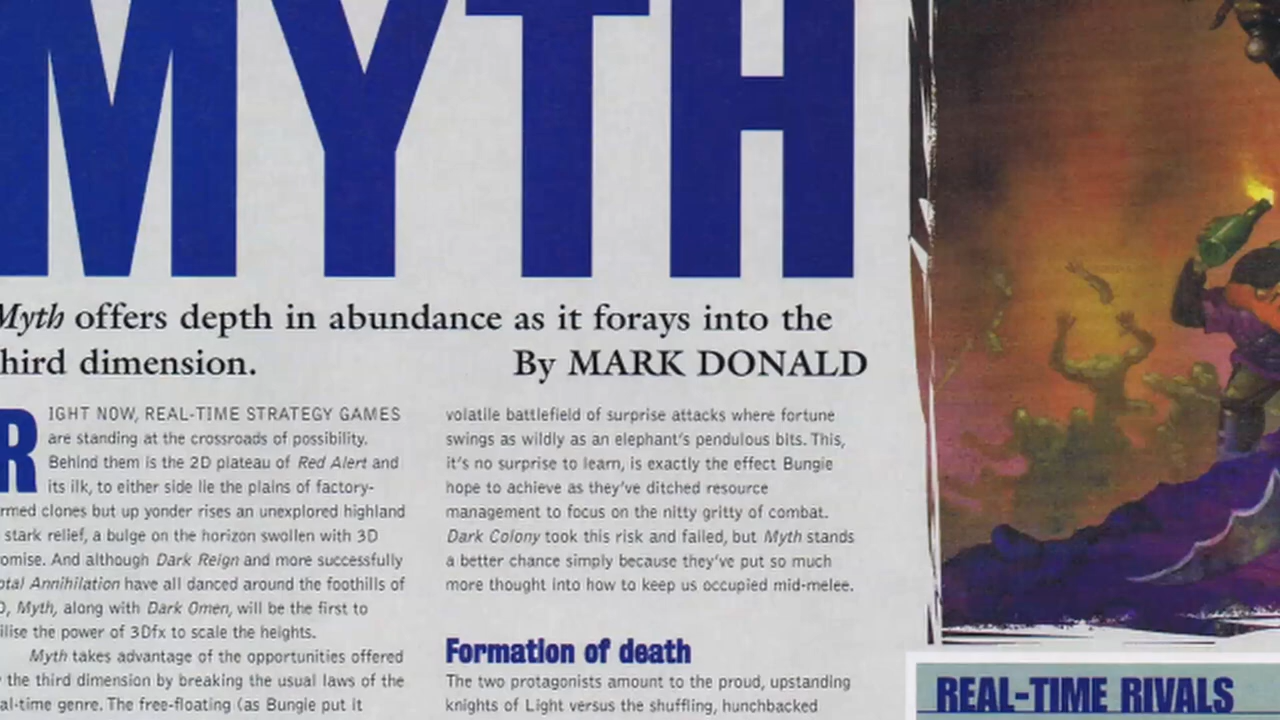 MYTH
Myth offers depth in abundance as it forays into the
hird dimension.
By MARK DONALD
RIGHT NOW, REAL-TIME STRATEGY GAMES
are standing at the crossroads of possibility.
Behind them is the 2D plateau of Red Alert and
its ilk, to either side lie the plains of factory-
rmed clones but up yonder rises an unexplored highland
stark relief, a bulge on the horizon swollen with 3D
omise. And although Dark Reign and more successfully
otal Annihilation have all danced around the foothills of
D, Myth, along with Dark Omen, will be the first to
ilise the power of 3Dfx to scale the heights.
Myth takes advantage of the opportunities offered
the third dimension by breaking the usual laws of the
al-time genre. The free-floating (as Bungie put it
volatile battlefield of surprise attacks where fortune
swings as wildly as an elephant's pendulous bits. This,
it's no surprise to learn, is exactly the effect Bungie
hope to achieve as they've ditched resource
management to focus on the nitty gritty of combat.
Dark Colony took this risk and failed, but Myth stands
a better chance simply because they've put so much
more thought into how to keep us occupied mid-melee.
Formation of death
The two protagonists amount to the proud, upstanding
knights of Light versus the shuffling, hunchbacked
REAL-TIME RIVALS